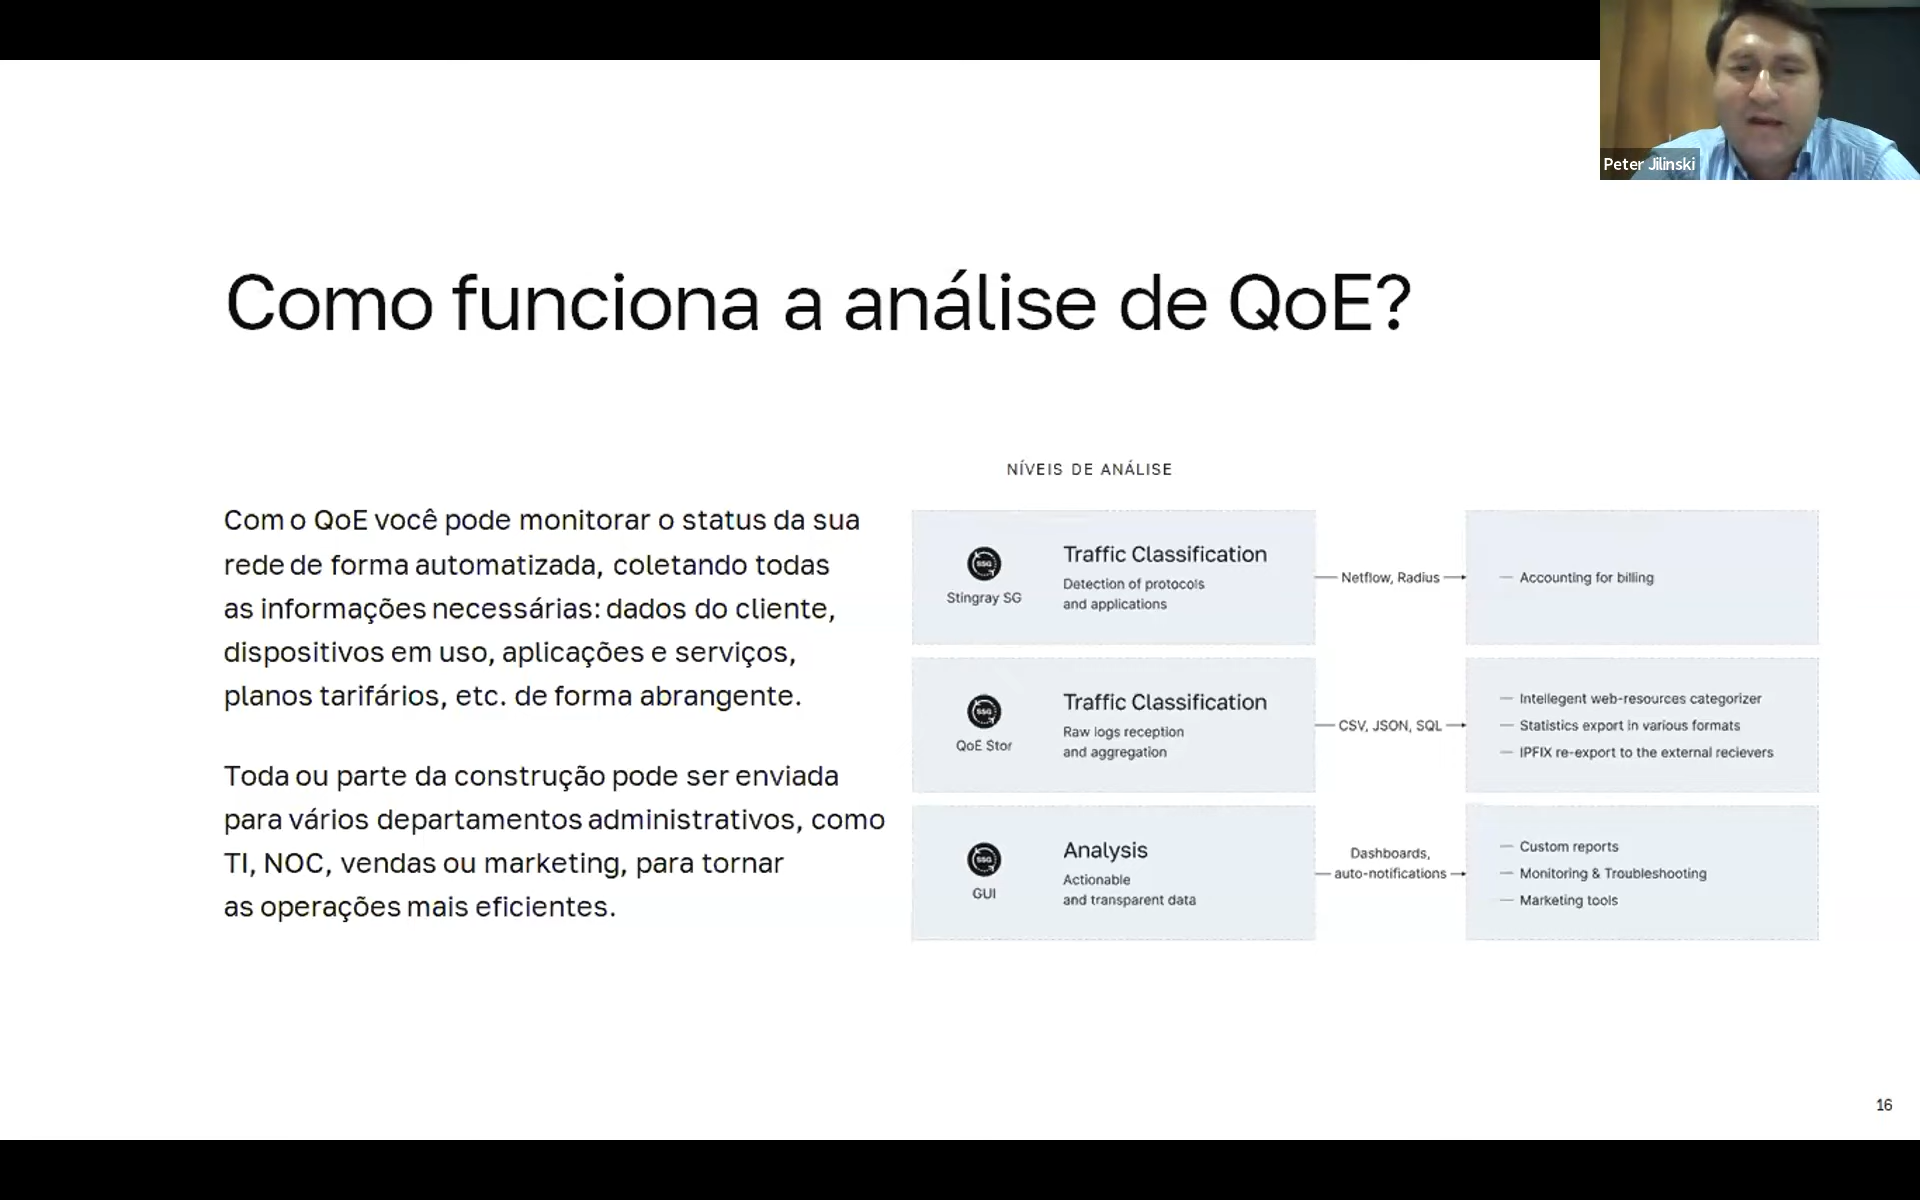 Peter Jilinski
Como funciona a análise de QoE?
Com o QoE você pode monitorar o status da sua
rede de forma automatizada, coletando todas
as informações necessárias: dados do cliente,
dispositivos em uso, aplicações e serviços,
planos tarifários, etc. de forma abrangente.
Toda ou parte da construção pode ser enviada
para vários departamentos administrativos, como
TI, NOC, vendas ou marketing, para tornar
as operações mais eficientes.
NÍVEIS DE ANÁLISE
SSG
Stingray SG
Traffic Classification
Detection of protocols
and applications
Netflow, Radius
— Accounting for billing
SSG
QoE Stor
Traffic Classification
Raw logs reception
and aggregation
CSV, JSON, SQL
— Intellegent web-resources categorizer
— Statistics export in various formats
— IPFIX re-export to the external recievers
SSG
GUI
Analysis
Actionable
and transparent data
Dashboards,
auto-notifications
— Custom reports
— Monitoring & Troubleshooting
— Marketing tools
16